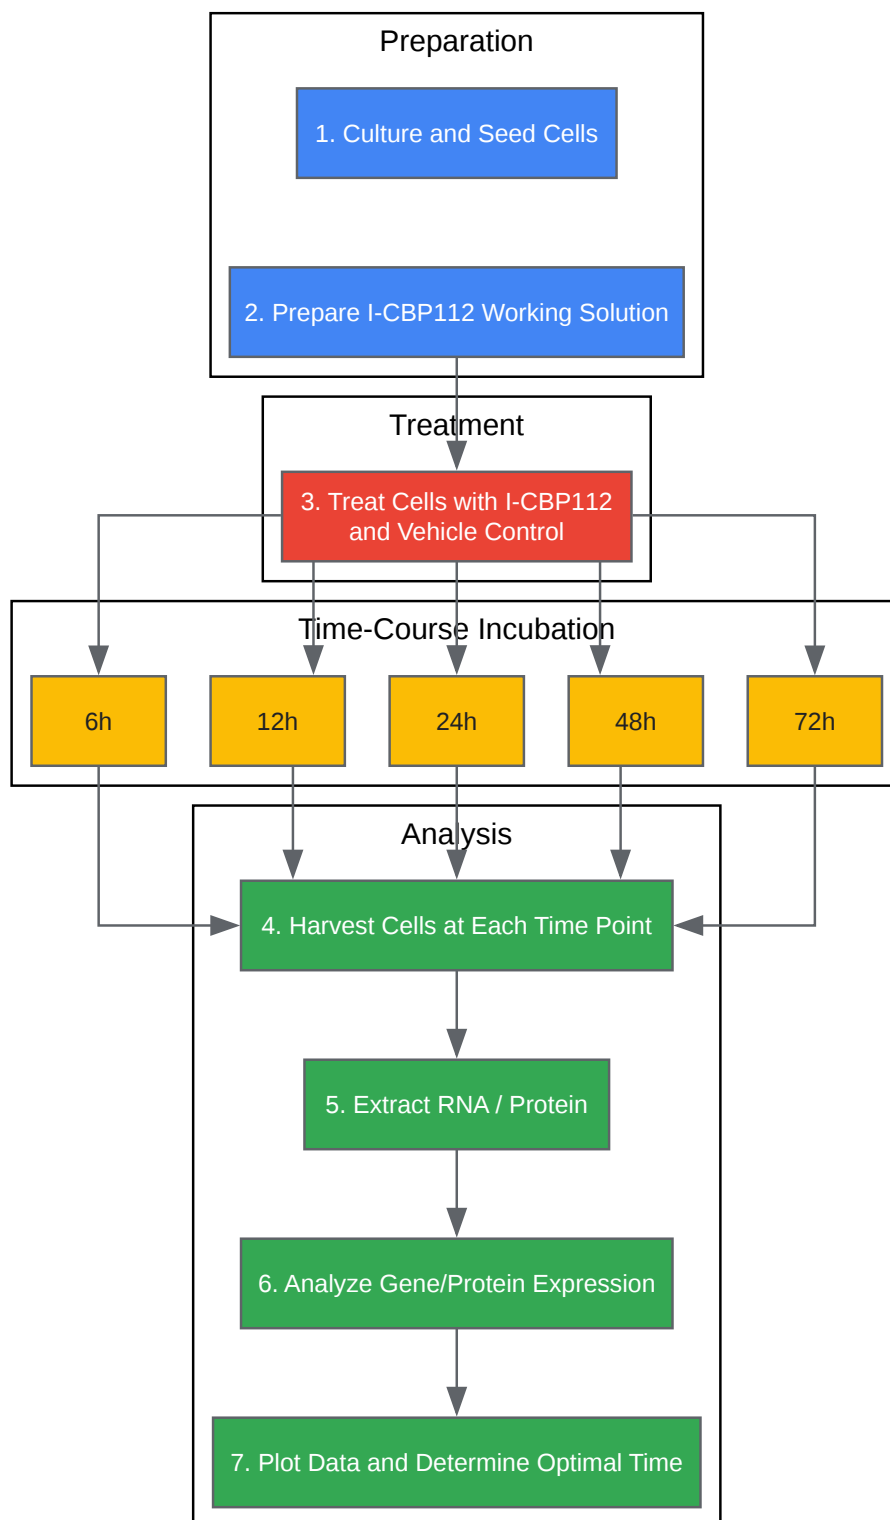 Preparation
1. Culture and Seed Cells
2. Prepare I-CBP112 Working Solution
Treatment
3. Treat Cells with I-CBP112
and Vehicle Control
Time-Course Incubation
6h
12h
24h
48h
72h
Analysis
4. Harvest Cells at Each Time Point
5. Extract RNA / Protein
6. Analyze Gene/Protein Expression
7. Plot Data and Determine Optimal Time